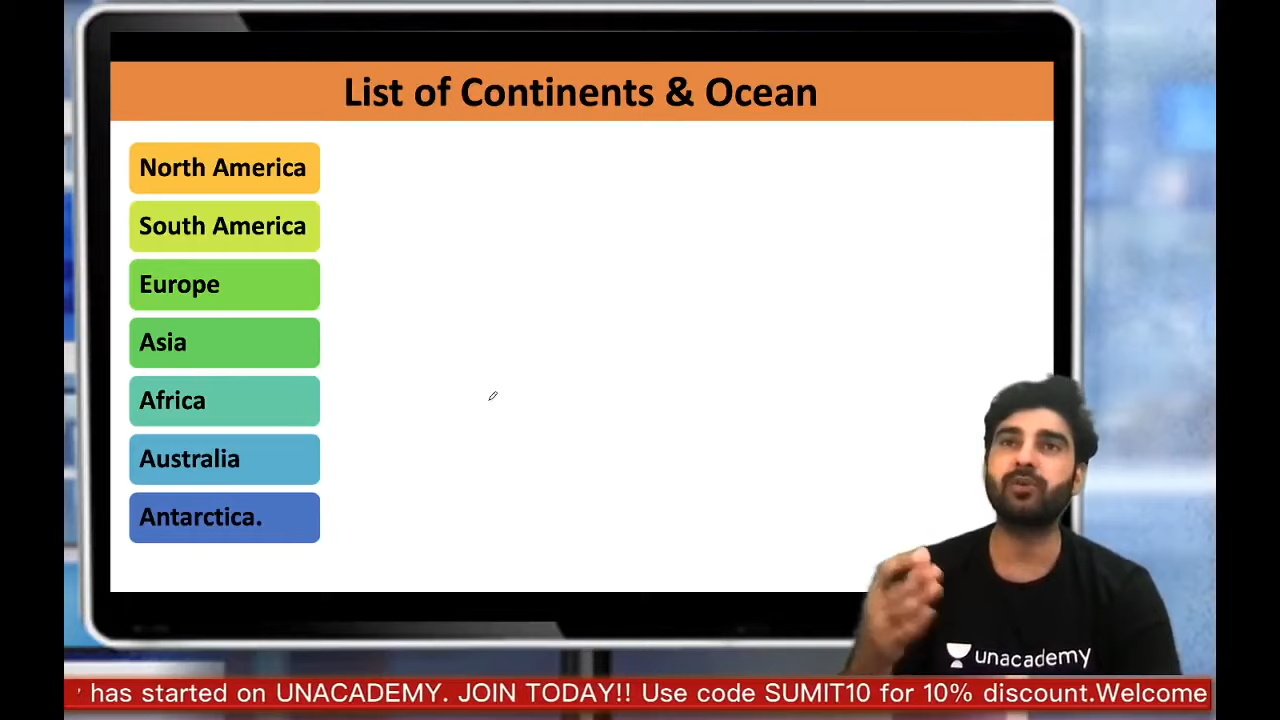 List of Continents & Ocean
North America
South America
Europe
Asia
Africa
Australia
Antarctica.
unacademy
has started on UNACADEMY. JOIN TODAY!! Use code SUMIT10 for 10% discount.Welcome